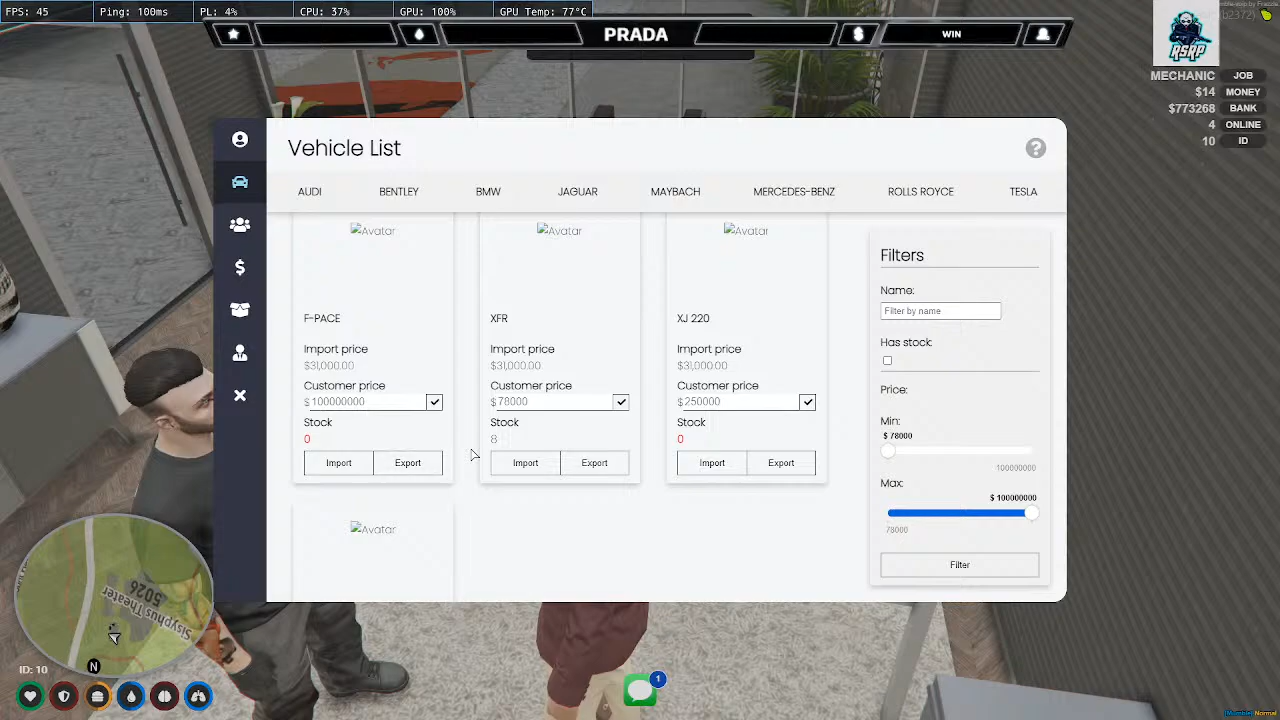 FPS: 45 Ping: 100ms PL: 4% CPU: 37% GPU: 100% GPU Temp: 77°C
PRADA
WIN
RSRP
MECHANIC JOB
$14 MONEY
$773268 BANK
4 ONLINE
10 ID
Vehicle List
?
AUDI BENTLEY BMW JAGUAR MAYBACH MERCEDES-BENZ ROLLS ROYCE TESLA
Avatar Avatar Avatar
F-PACE XFR XJ 220
Import price Import price Import price
$31,000.00 $31,000.00 $31,000.00
Customer price Customer price Customer price
$100000000 $78000 $250000
Stock Stock Stock
0 8 0
Import Export Import Export Import Export
Avatar
Filters
Name:
Filter by name
Has stock:
Price:
Min:
$ 78000
100000000
Max:
$ 100000000
78000
Filter
5026
Sisyphus Theater
N
ID: 10
1